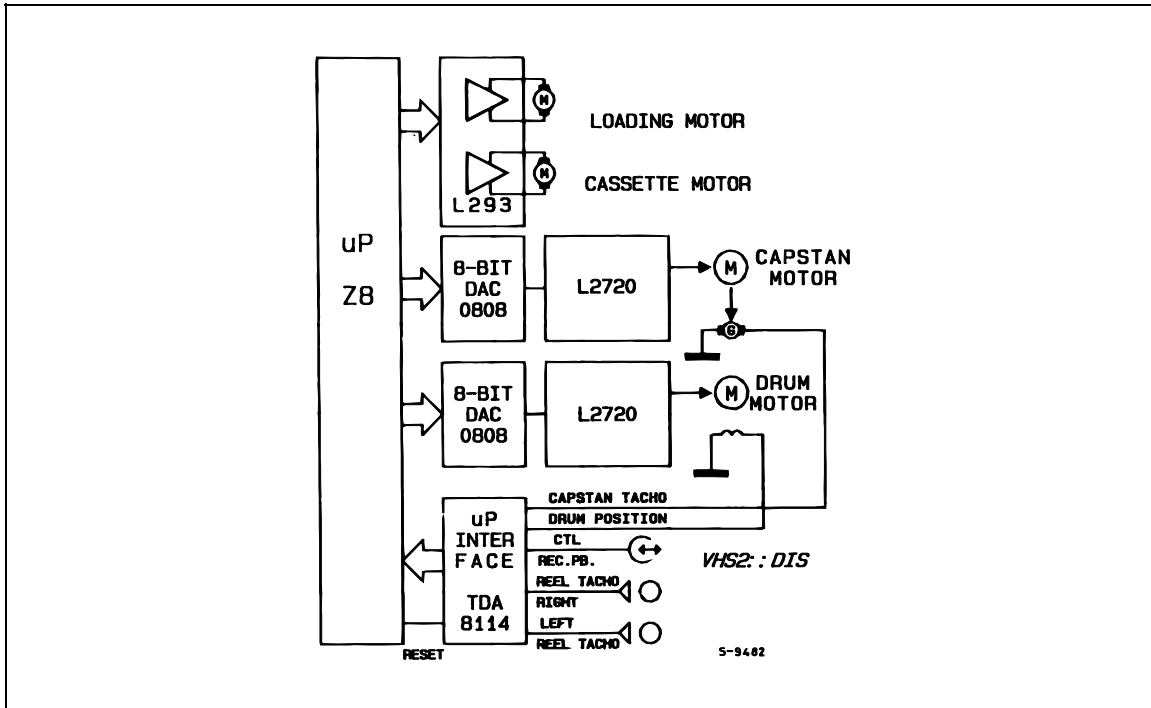 uP
Z8
M
LOADING MOTOR
M
CASSETTE MOTOR
L293
8-BIT
DAC
0808
L2720
M
CAPSTAN
MOTOR
G
8-BIT
DAC
0808
L2720
M
DRUM
MOTOR
uP
INTER
FACE
TDA
8114
CAPSTAN TACHO
DRUM POSITION
CTL
REC.PB.
REEL TACHO
RIGHT
LEFT
REEL TACHO
RESET
VHS2::DIS
S-9482